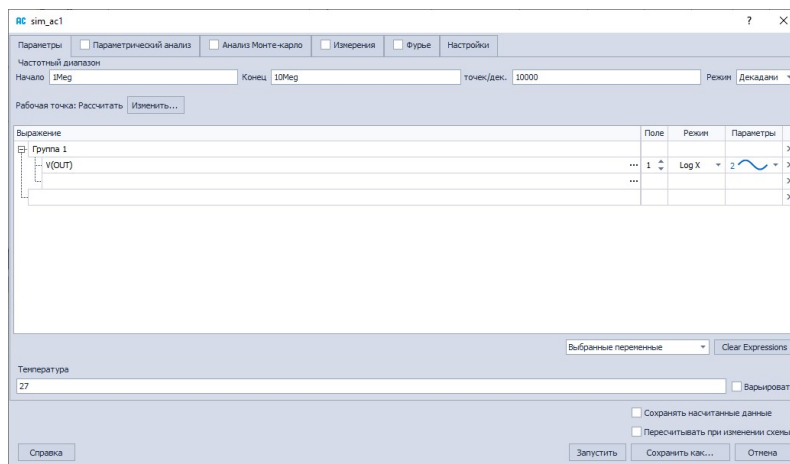 AC sim_ac1 ?
Параметры Параметрический анализ Анализ Монте-карло Измерения Фурье Настройки
Частотный диапазон
Начало 1Meg Конец 10Meg точек/дек. 10000 Режим Декадами
Рабочая точка: Рассчитать Изменить...
Выражение Поле Режим Параметры
Группа 1
V(OUT) ... 1 Log X 2
...
Выбранные переменные Clear Expressions
Температура
27 Варьироват
Сохранять насчитанные данные
Пересчитывать при изменении схемы
Справка Запустить Сохранить как... Отмена